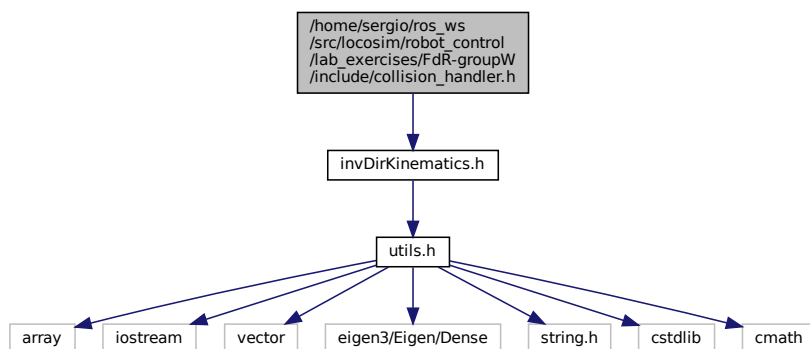 /home/sergio/ros_ws
/src/locosim/robot_control
/lab_exercises/FdR-groupW
/include/collision_handler.h
invDirKinematics.h
utils.h
array
iostream
vector
eigen3/Eigen/Dense
string.h
cstdlib
cmath